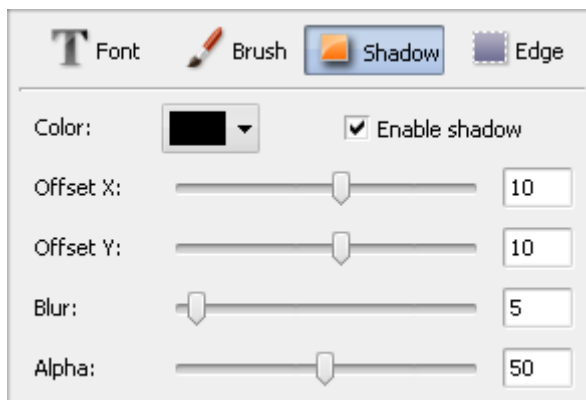 Font Brush Shadow Edge
Color: Enable shadow
Offset X: 10
Offset Y: 10
Blur: 5
Alpha: 50